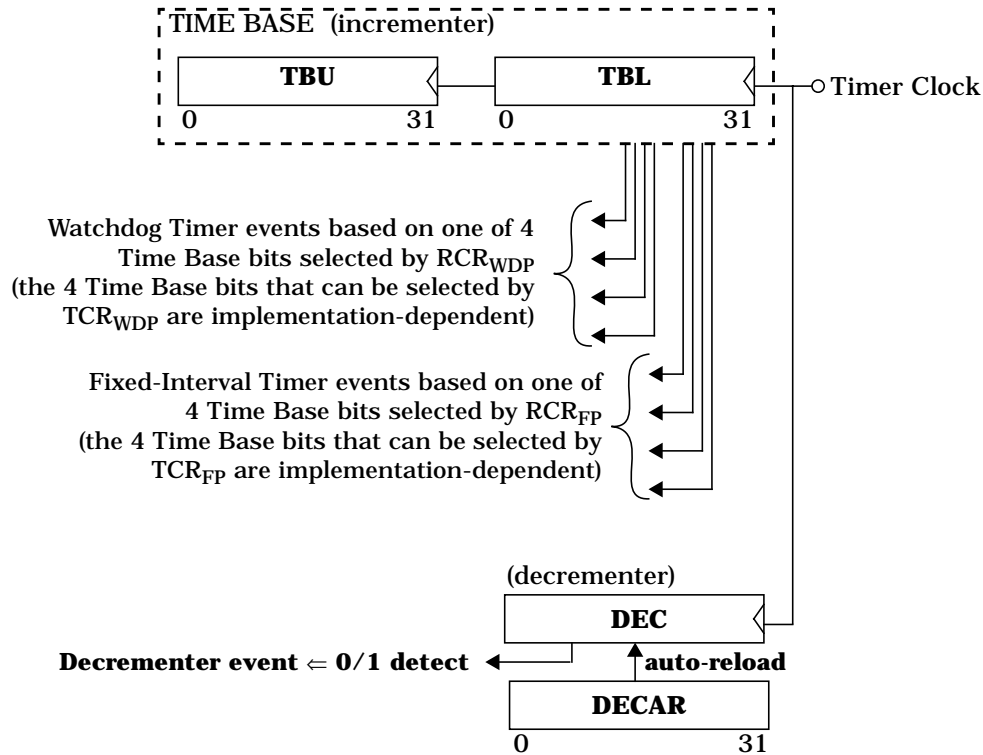 TIME BASE (incrementer)
TBU
TBL
Timer Clock
0 31
0 31
Watchdog Timer events based on one of 4
Time Base bits selected by RCRWDP
(the 4 Time Base bits that can be selected by
TCRWDP are implementation-dependent)
Fixed-Interval Timer events based on one of
4 Time Base bits selected by RCRFP
(the 4 Time Base bits that can be selected by
TCRFP are implementation-dependent)
(decrementer)
DEC
Decrementer event ⇐ 0/1 detect
auto-reload
DECAR
0 31